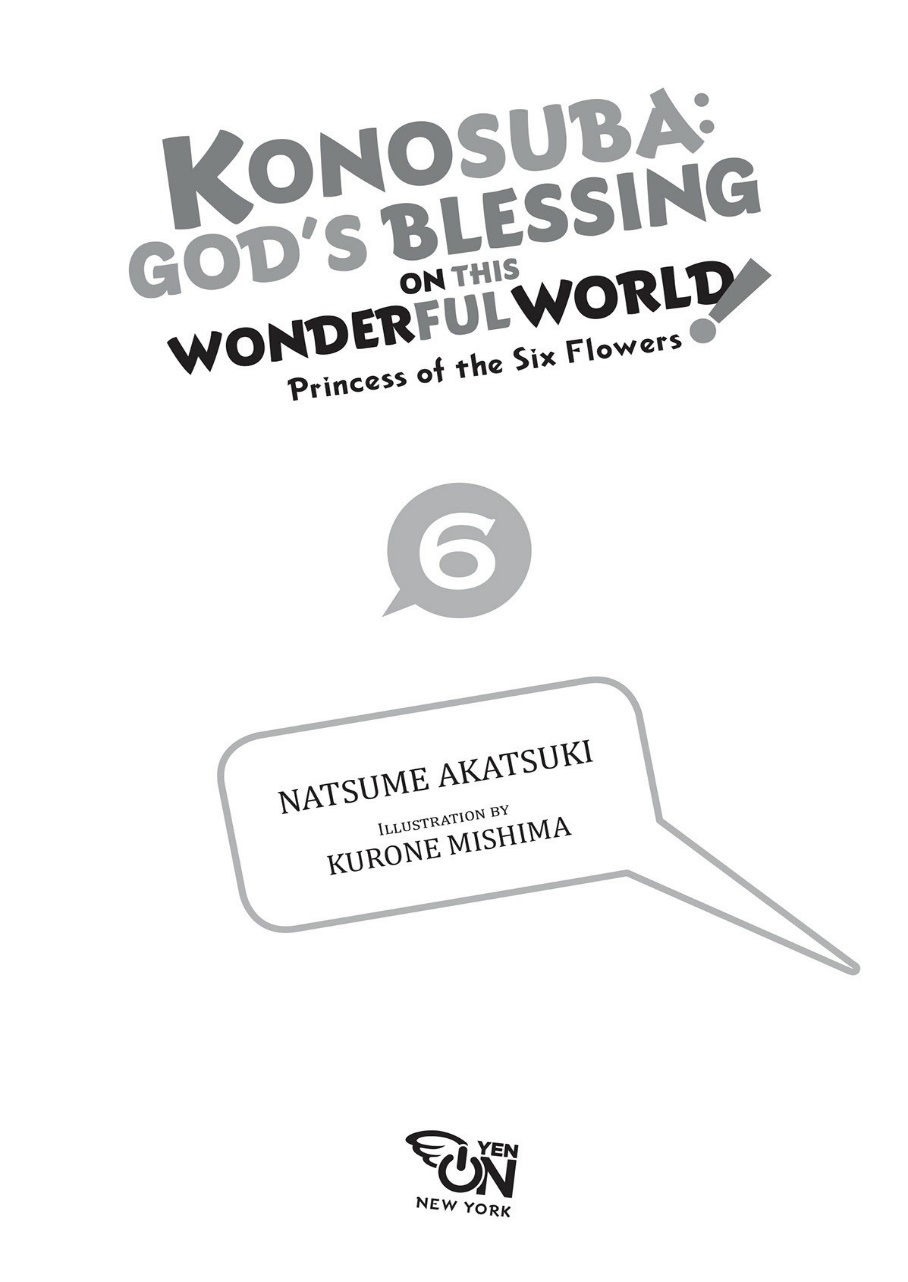 KONOSUBA:
GOD'S BLESSING
ON THIS
WONDERFUL WORLD!
Princess of the Six Flowers
6
NATSUME AKATSUKI
ILLUSTRATION BY
KURONE MISHIMA
YEN
ON
NEW YORK